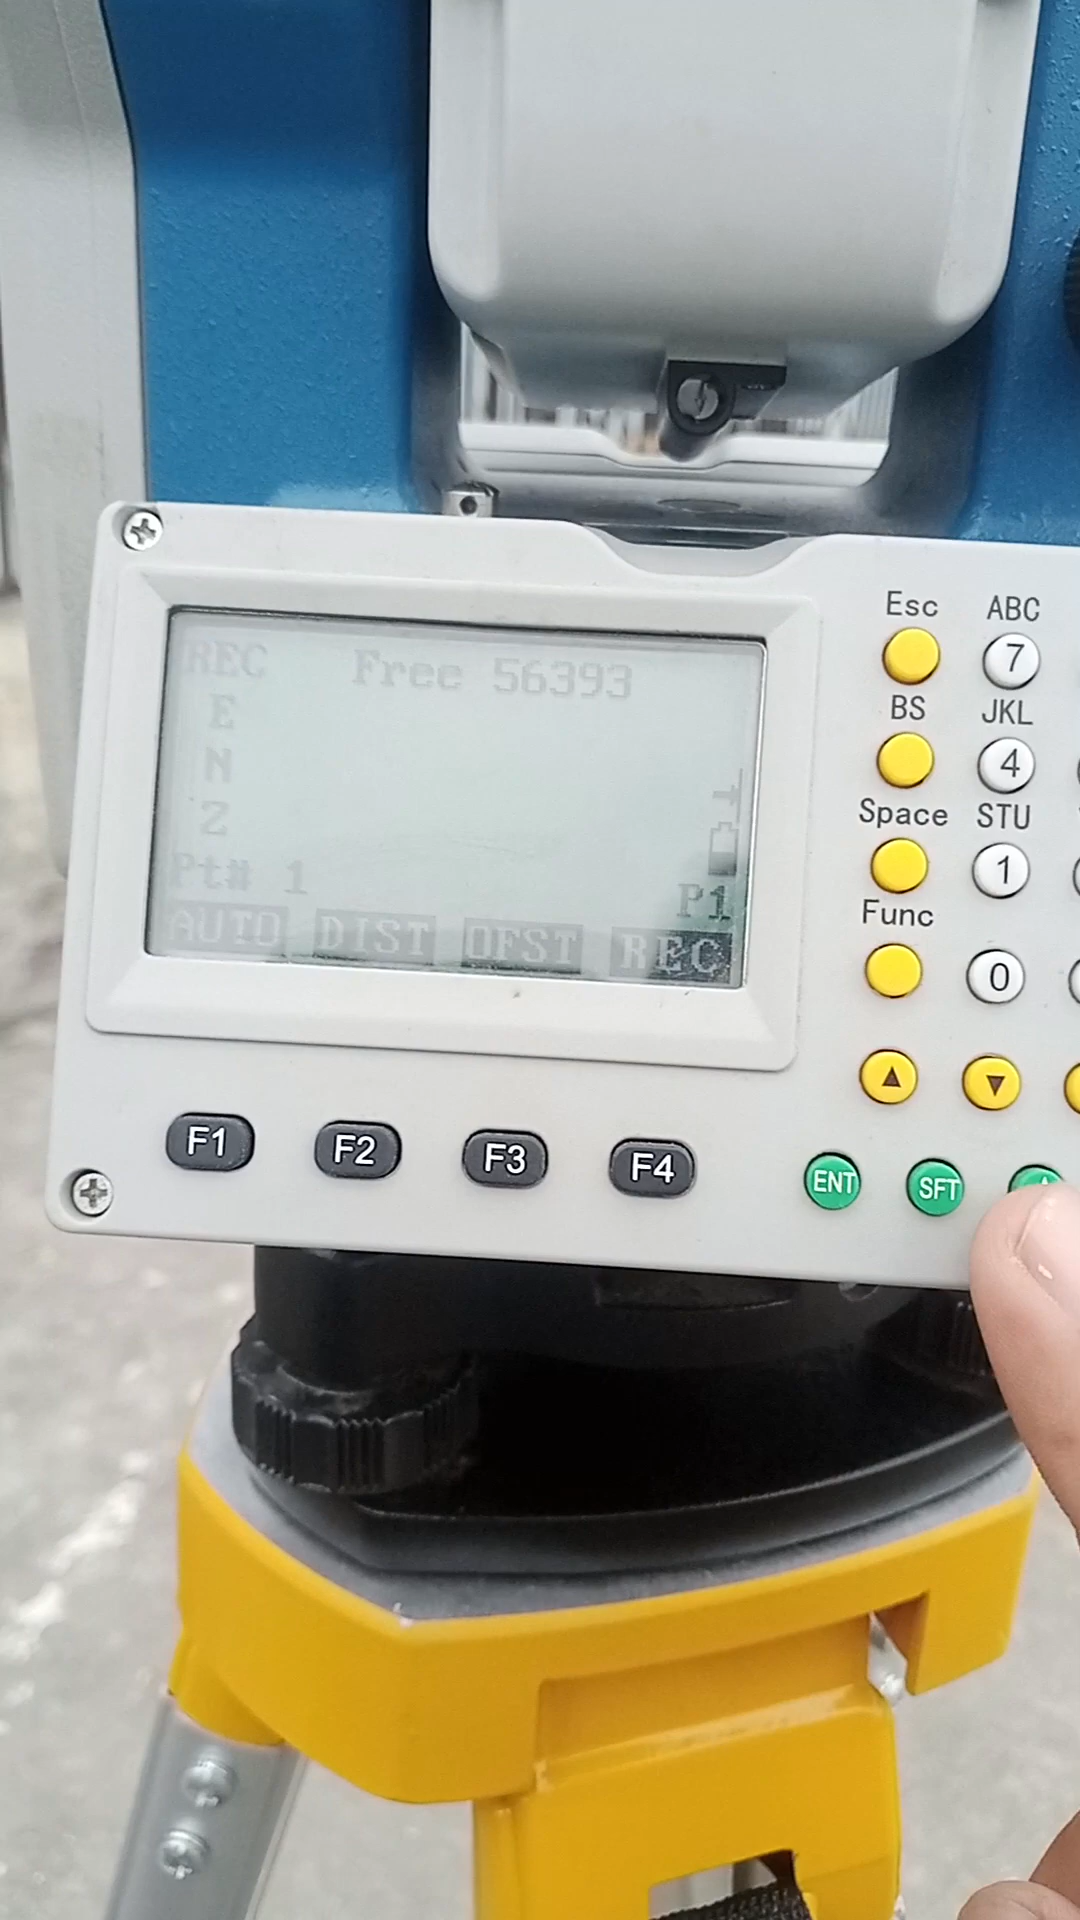 REC Free 56393
E
N
Z
Pt# 1
P1
AUTO DIST OFST REC
F1 F2 F3 F4
Esc ABC
7
BS JKL
4
Space STU
1
Func
0
ENT SFT